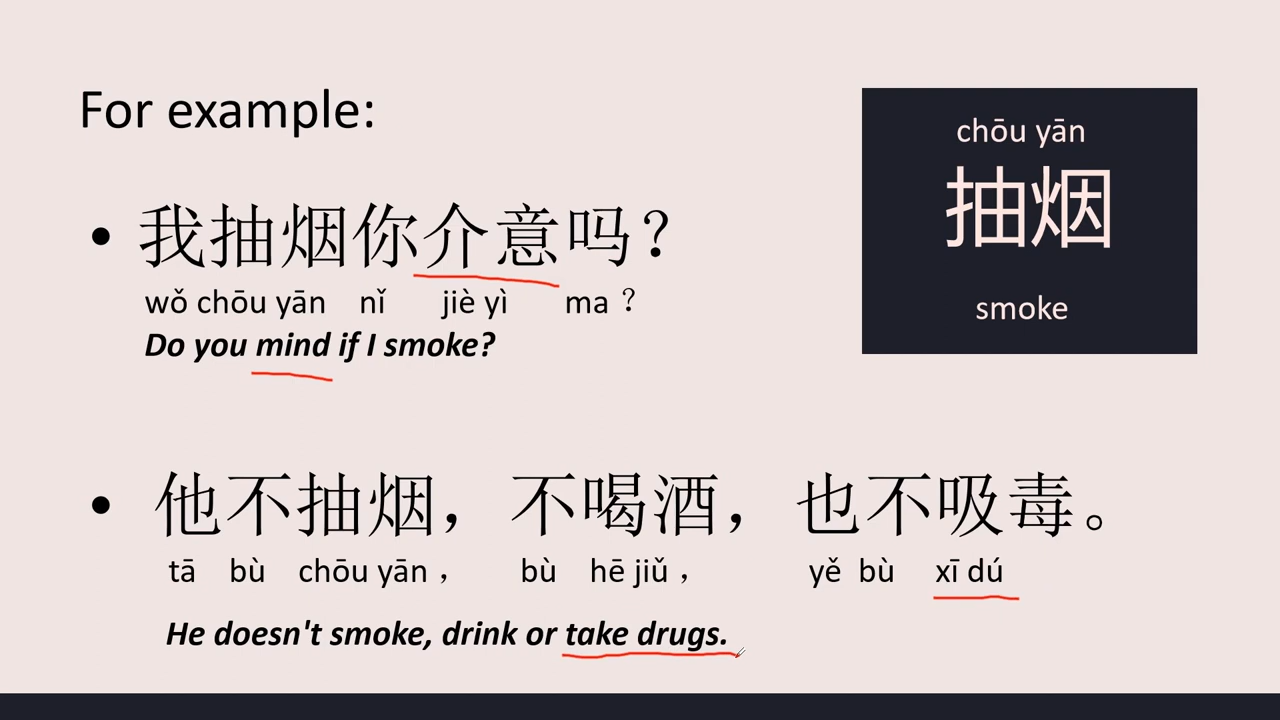 For example:
chōu yān
抽烟
smoke
• 我抽烟你介意吗？
wǒ chōu yān nǐ jiè yì ma ？
Do you mind if I smoke?
• 他不抽烟，不喝酒，也不吸毒。
tā bù chōu yān， bù hē jiǔ， yě bù xī dú
He doesn't smoke, drink or take drugs.